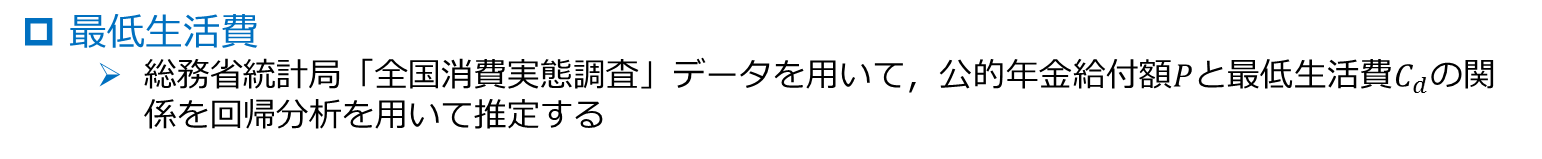 最低生活費
総務省統計局「全国消費実態調査」データを用いて，公的年金給付額Pと最低生活費C_dの関
係を回帰分析を用いて推定する